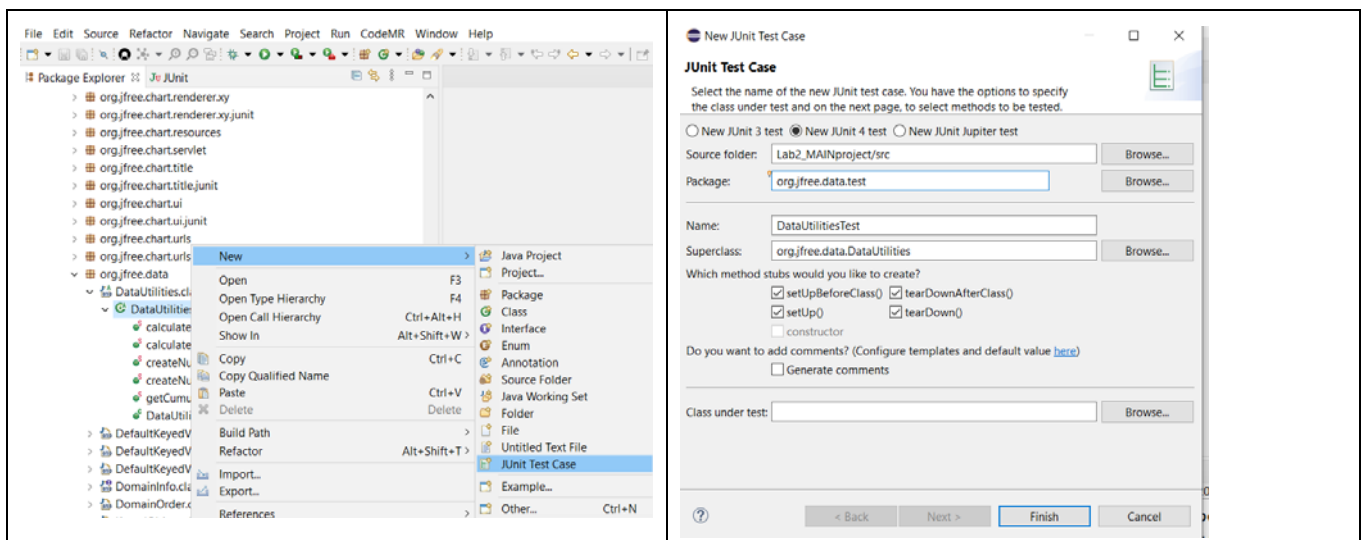 File Edit Source Refactor Navigate Search Project Run CodeMR Window Help
Package Explorer JUnit
org.jfree.chart.renderer.xy
org.jfree.chart.renderer.xy.junit
org.jfree.chart.resources
org.jfree.chart.servlet
org.jfree.chart.title
org.jfree.chart.title.junit
org.jfree.chart.ui
org.jfree.chart.ui.junit
org.jfree.chart.urls
org.jfree.chart.urls
org.jfree.data
DataUtilities.cl
DataUtilitie
calculate
calculate
createNu
createNu
getCumu
DataUtili
DefaultKeyedV
DefaultKeyedV
DefaultKeyedV
DomainInfo.cla
DomainOrder.c
New
Open F3
Open Type Hierarchy F4
Open Call Hierarchy Ctrl+Alt+H
Show In Alt+Shift+W >
Copy Ctrl+C
Copy Qualified Name
Paste Ctrl+V
Delete Delete
Build Path
Refactor Alt+Shift+T >
Import...
Export...
References
Java Project
Project...
Package
Class
Interface
Enum
Annotation
Source Folder
Java Working Set
Folder
File
Untitled Text File
JUnit Test Case
Example...
Other... Ctrl+N
New JUnit Test Case
JUnit Test Case
Select the name of the new JUnit test case. You have the options to specify
the class under test and on the next page, to select methods to be tested.
New JUnit 3 test New JUnit 4 test New JUnit Jupiter test
Source folder: Lab2_MAINproject/src Browse...
Package: org.jfree.data.test Browse...
Name: DataUtilitiesTest
Superclass: org.jfree.data.DataUtilities Browse...
Which method stubs would you like to create?
setUpBeforeClass() tearDownAfterClass()
setUp() tearDown()
constructor
Do you want to add comments? (Configure templates and default value here)
Generate comments
Class under test: Browse...
< Back Next > Finish Cancel